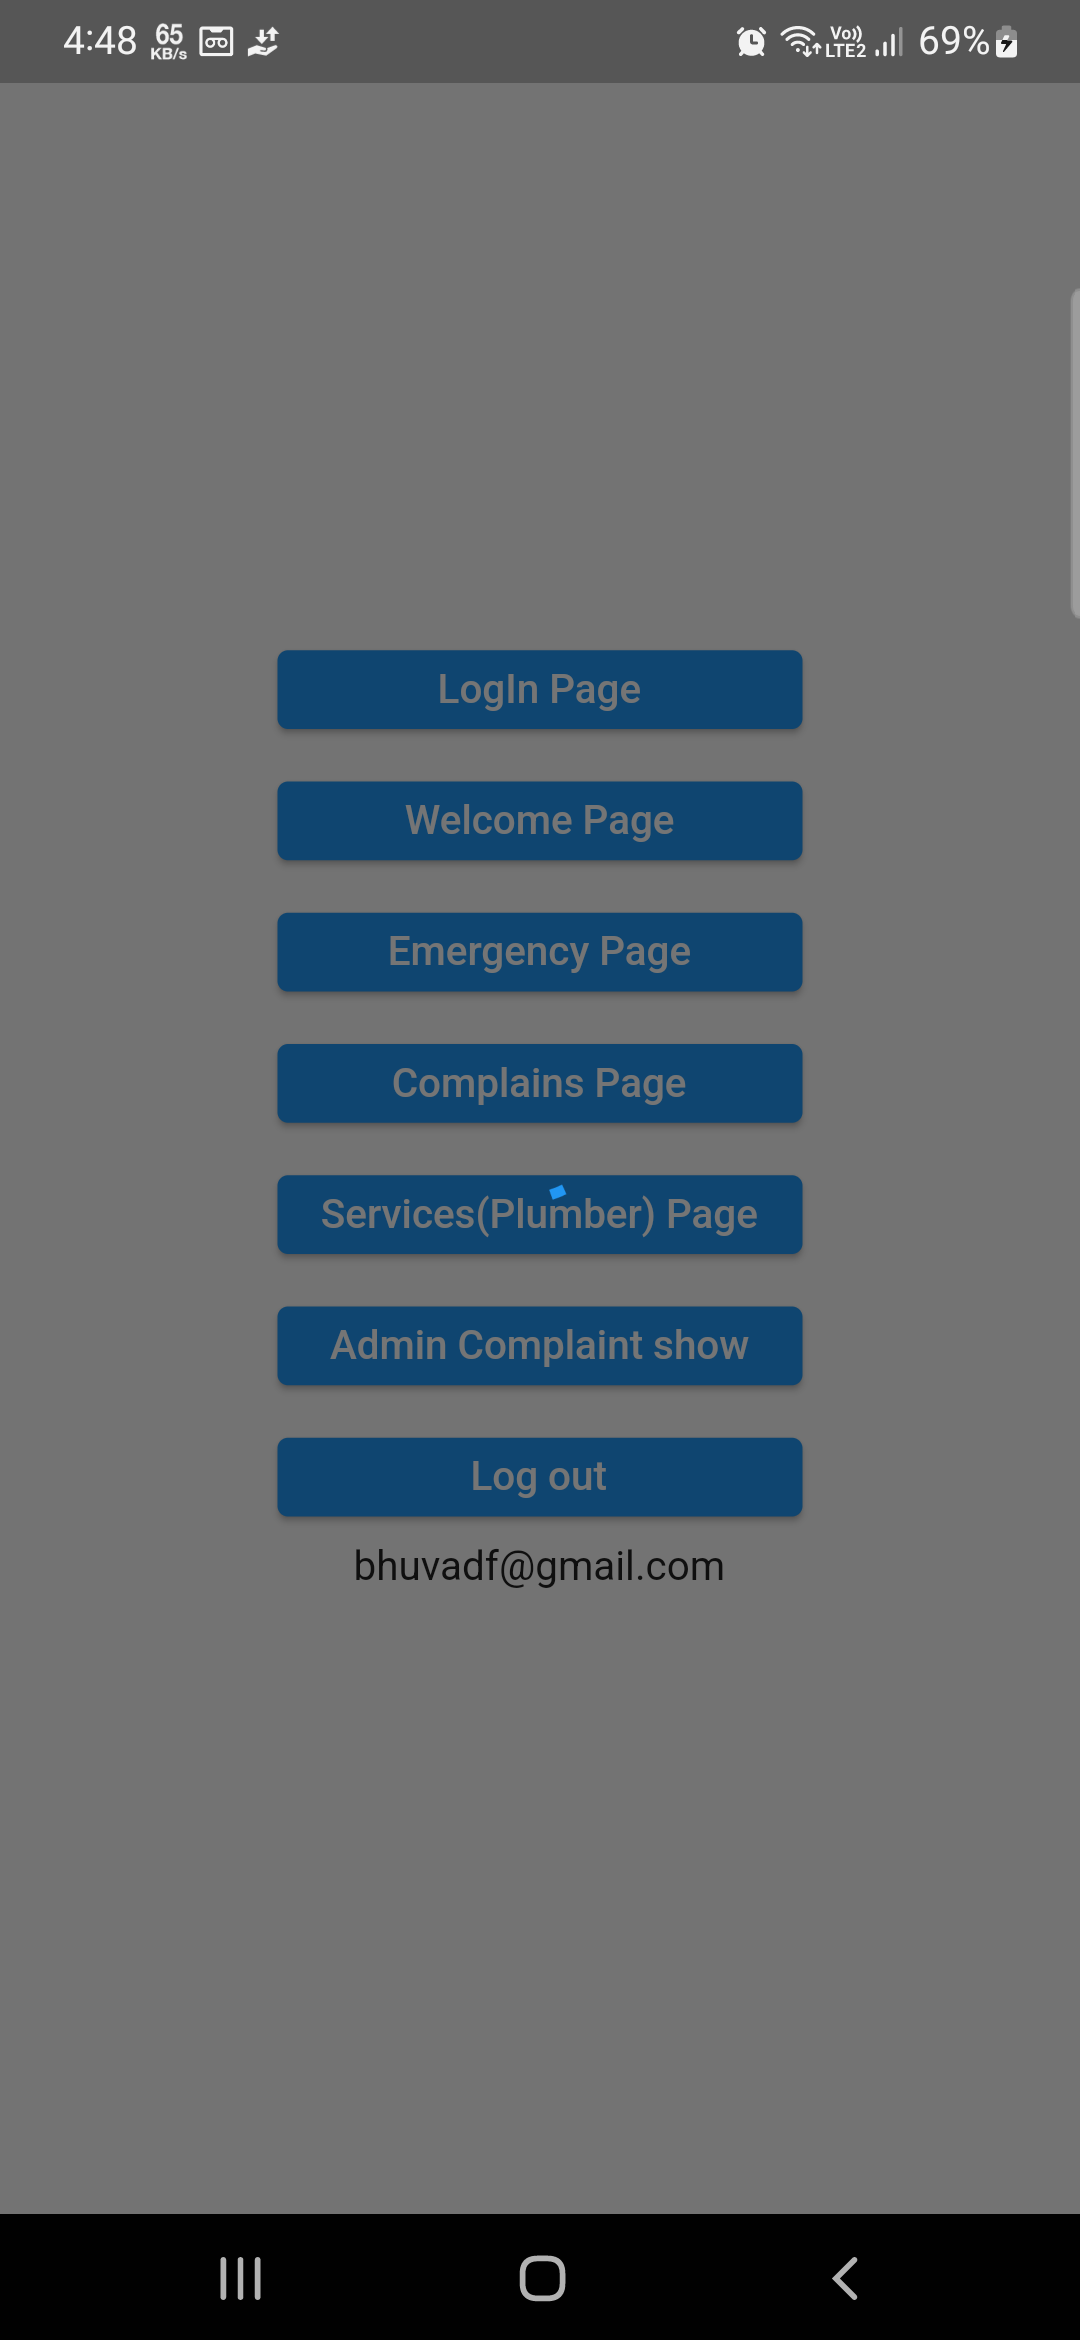 4:48 65 KB/s Vo)) LTE2 69%
LogIn Page
Welcome Page
Emergency Page
Complains Page
Services(Plumber) Page
Admin Complaint show
Log out
bhuvadf@gmail.com